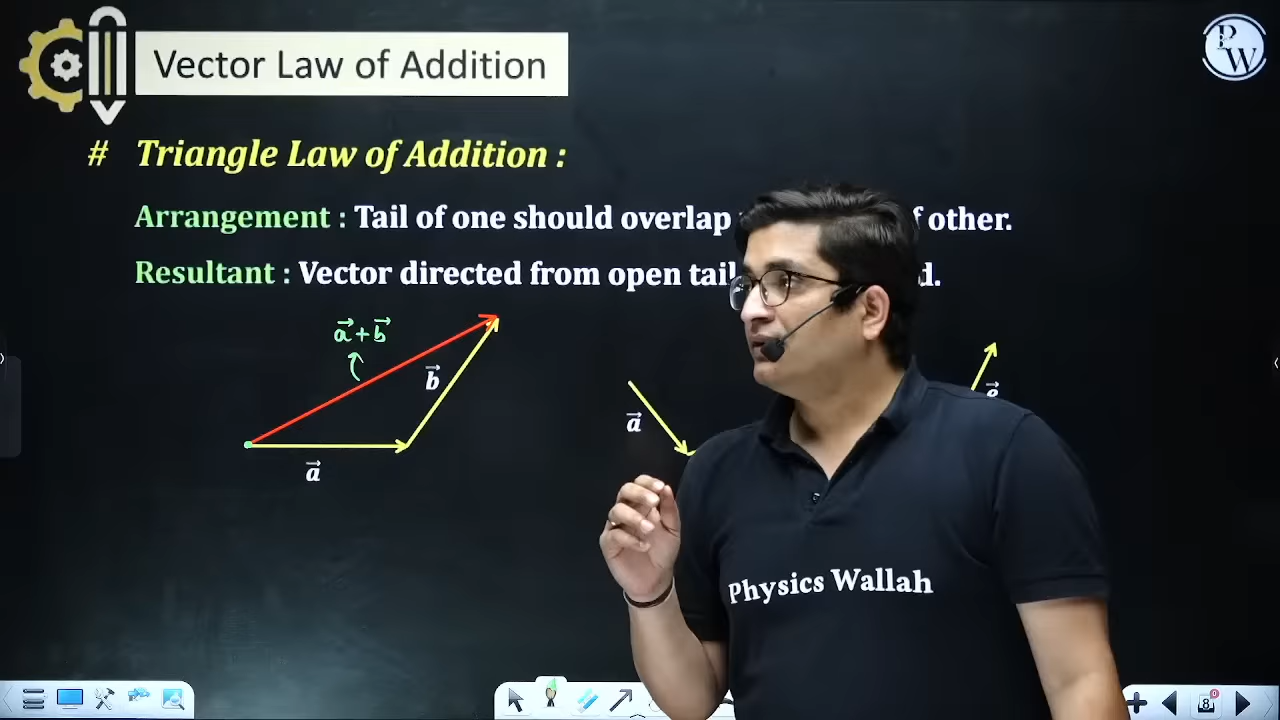 Vector Law of Addition
PW
# Triangle Law of Addition :
Arrangement : Tail of one should overlap of other.
Resultant : Vector directed from open tail
a⃗ + b⃗
b⃗
a⃗
a⃗
Physics Wallah